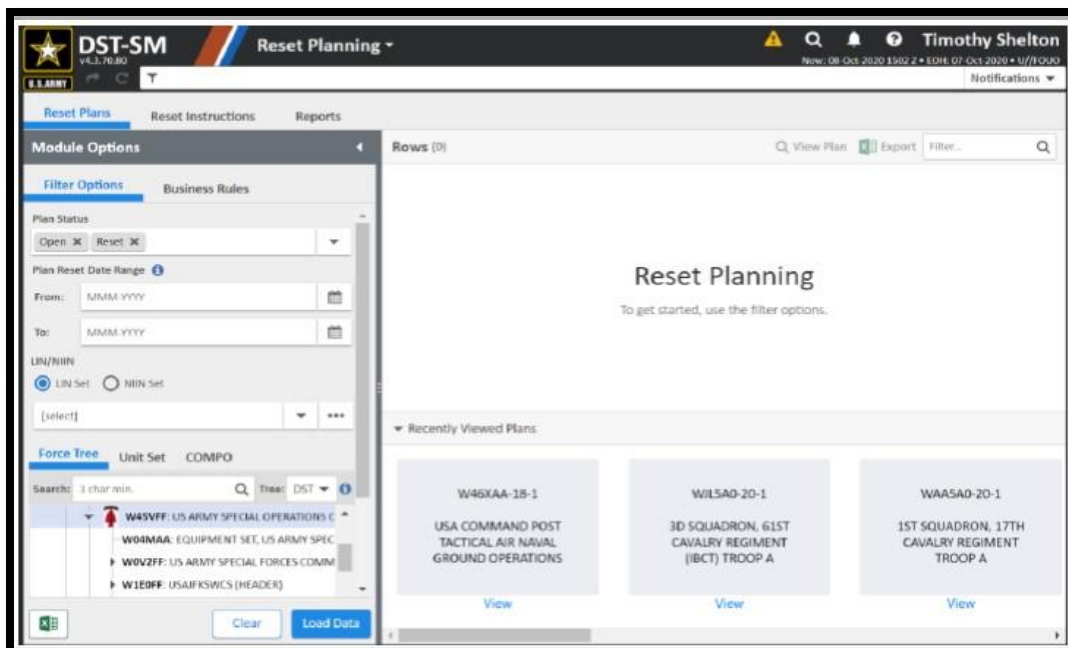 DST-SM
v4.3.70.80
Reset Planning
Timothy Shelton
Now: 08-Oct-2020 1502 Z • EOH: 07-Oct-2020 • U//FOUO
U.S.ARMY
Notifications
Reset Plans Reset Instructions Reports
Module Options
Rows (0)
View Plan Export Filter...
Filter Options Business Rules
Plan Status
Open Reset
Plan Reset Date Range
From: MMM-YYYY
To: MMM-YYYY
LIN/NIIN
LIN Set NIIN Set
[select]
Force Tree Unit Set COMPO
Search: 3 char min. Tree: DST
W45VFF: US ARMY SPECIAL OPERATIONS C
W04MAA: EQUIPMENT SET, US ARMY SPEC
W0V2FF: US ARMY SPECIAL FORCES COMM
W1E0FF: USAJFKSWCS (HEADER)
Clear Load Data
Reset Planning
To get started, use the filter options.
Recently Viewed Plans
W46XAA-18-1
USA COMMAND POST
TACTICAL AIR NAVAL
GROUND OPERATIONS
View
WJL5A0-20-1
3D SQUADRON, 61ST
CAVALRY REGIMENT
(IBCT) TROOP A
View
WAA5A0-20-1
1ST SQUADRON, 17TH
CAVALRY REGIMENT
TROOP A
View